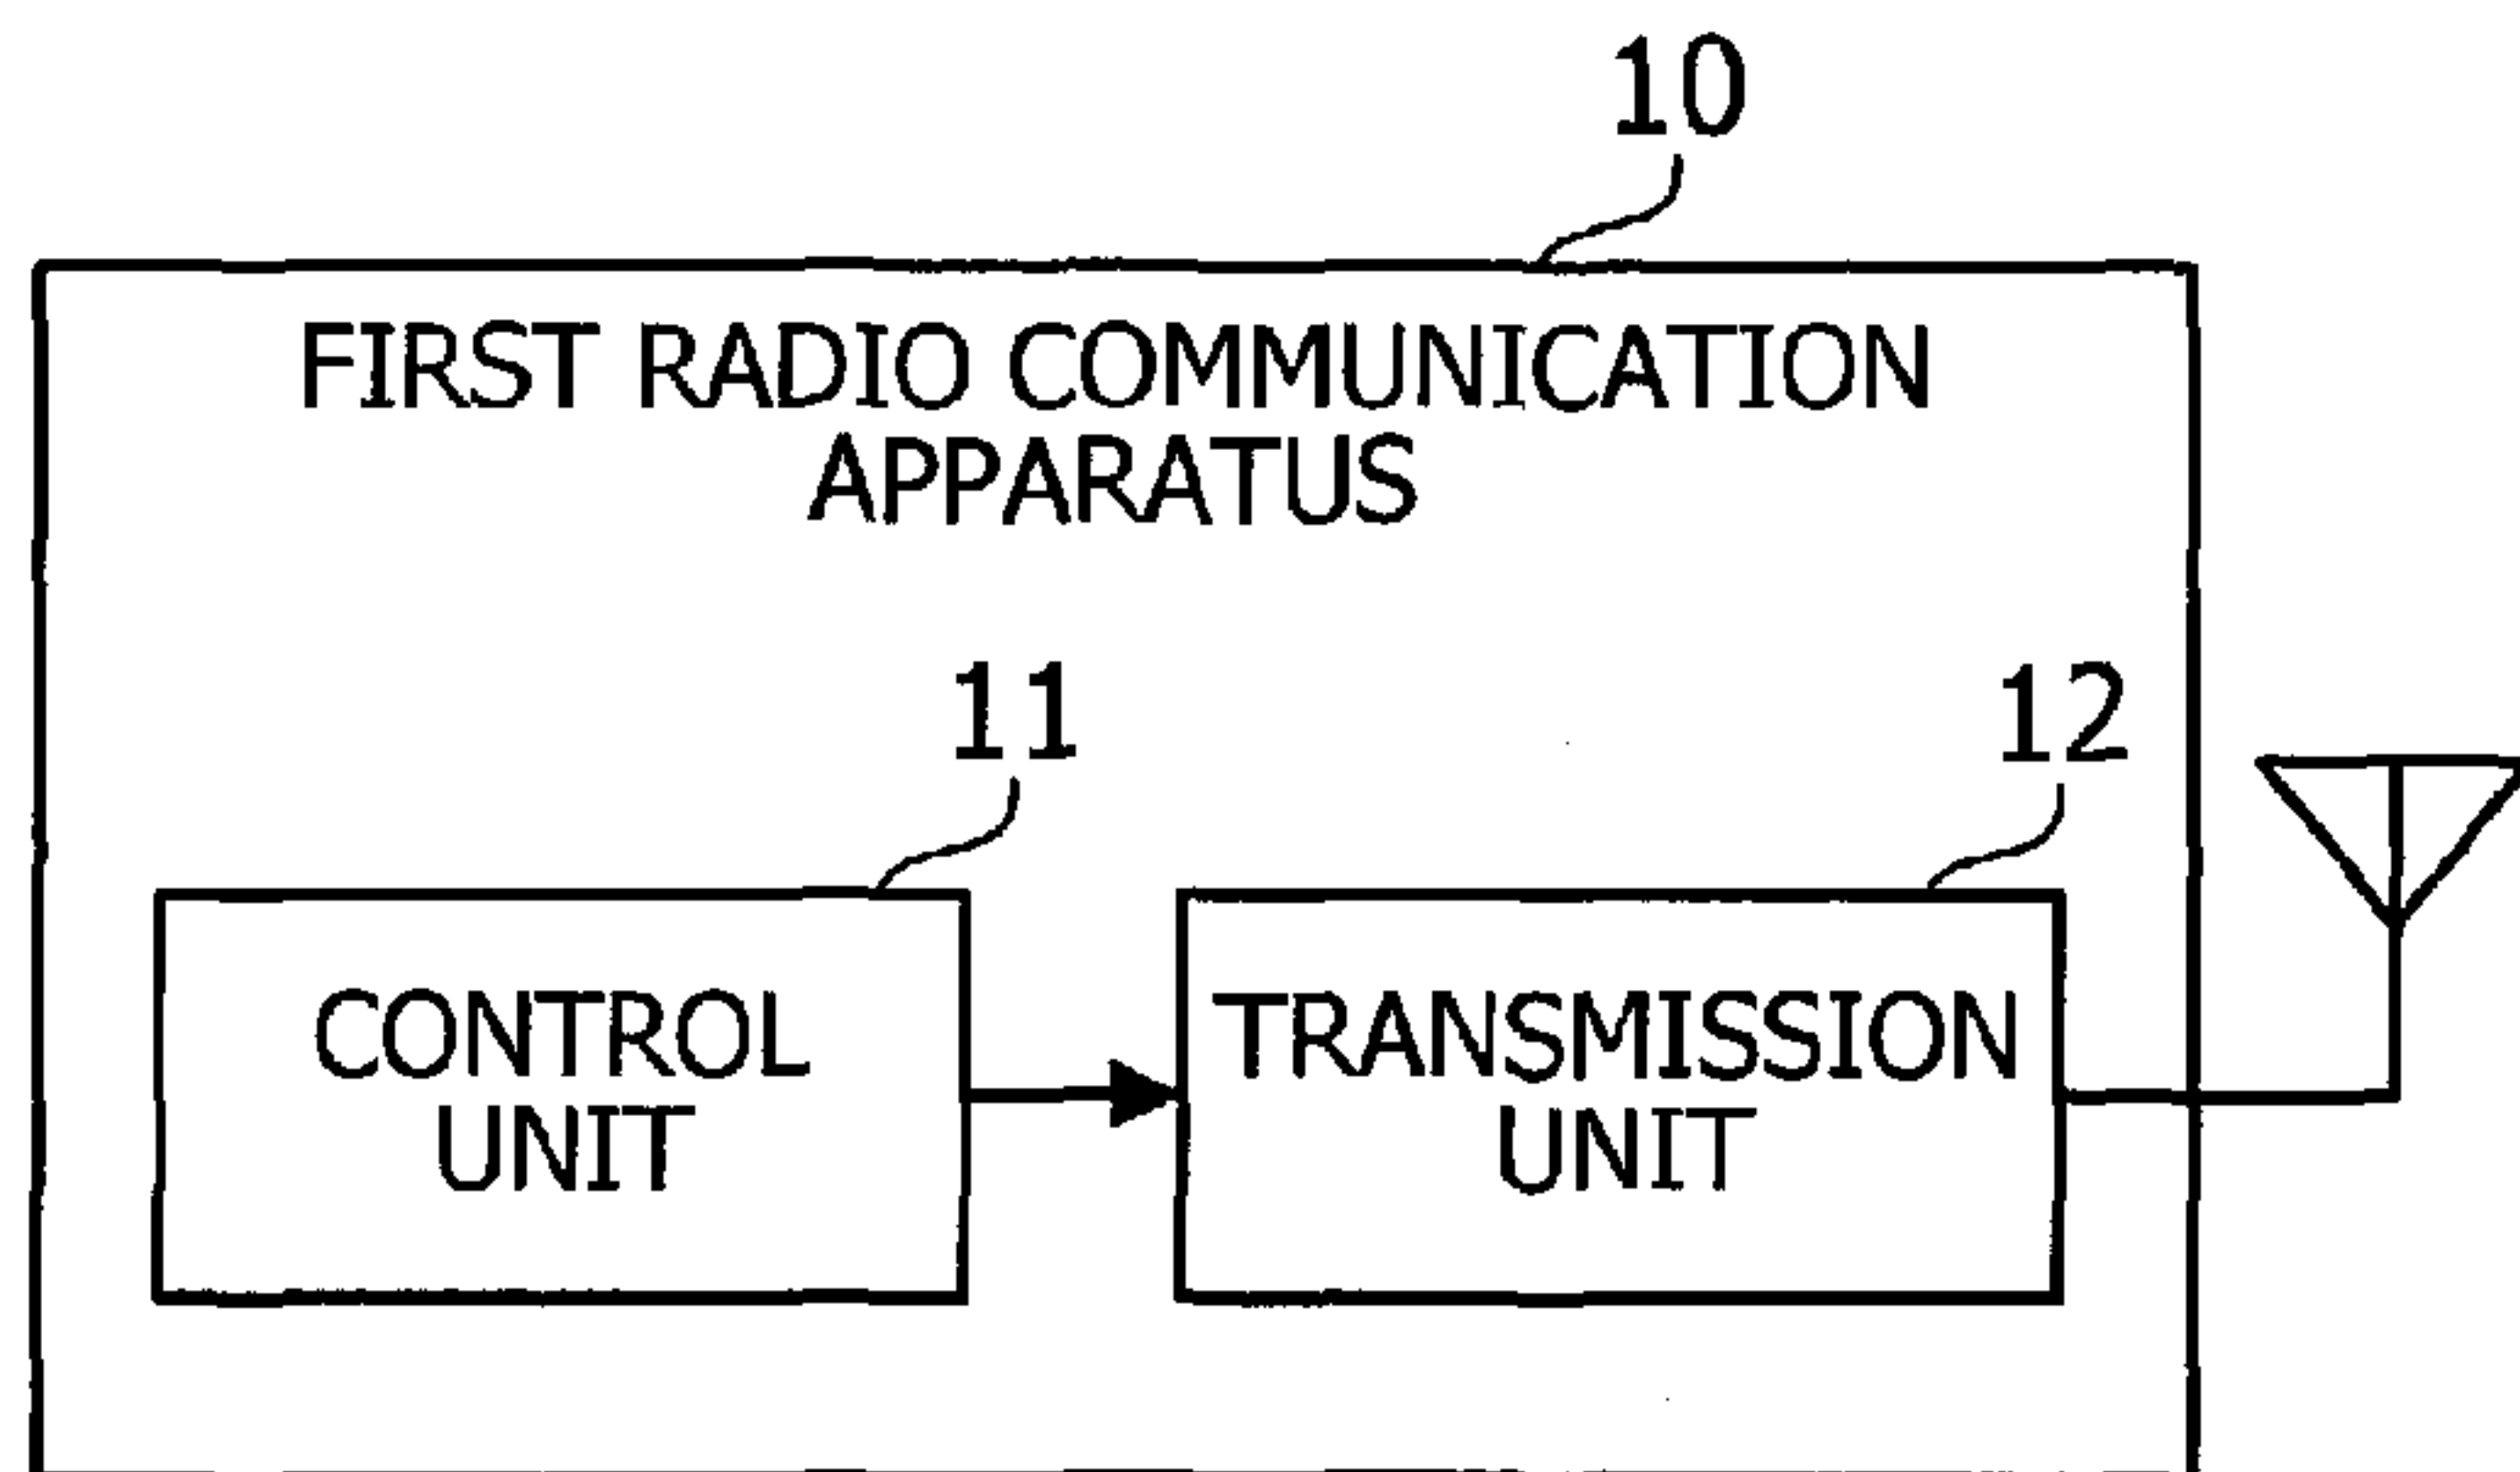 10
FIRST RADIO COMMUNICATION
APPARATUS
11
12
CONTROL
UNIT
TRANSMISSION
UNIT